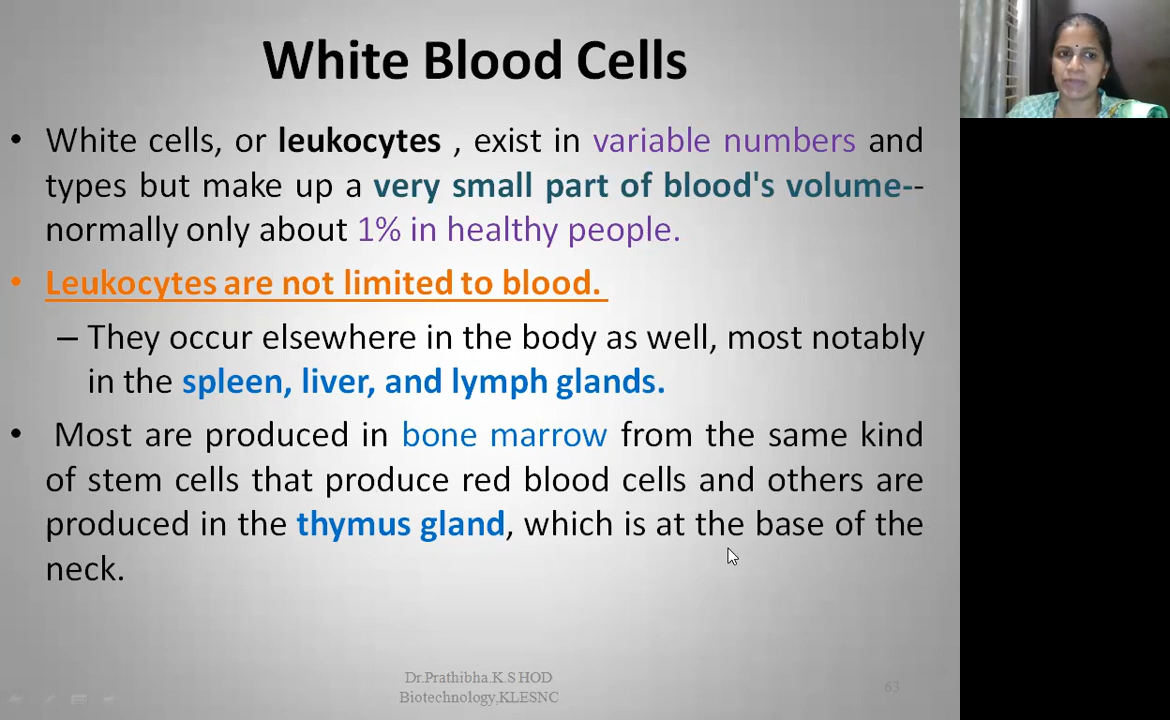 White Blood Cells
• White cells, or leukocytes , exist in variable numbers and
types but make up a very small part of blood's volume--
normally only about 1% in healthy people.
• Leukocytes are not limited to blood.
– They occur elsewhere in the body as well, most notably
in the spleen, liver, and lymph glands.
• Most are produced in bone marrow from the same kind
of stem cells that produce red blood cells and others are
produced in the thymus gland, which is at the base of the
neck.
Dr.Prathibha.K.S HOD
Biotechnology,KLESNC
63